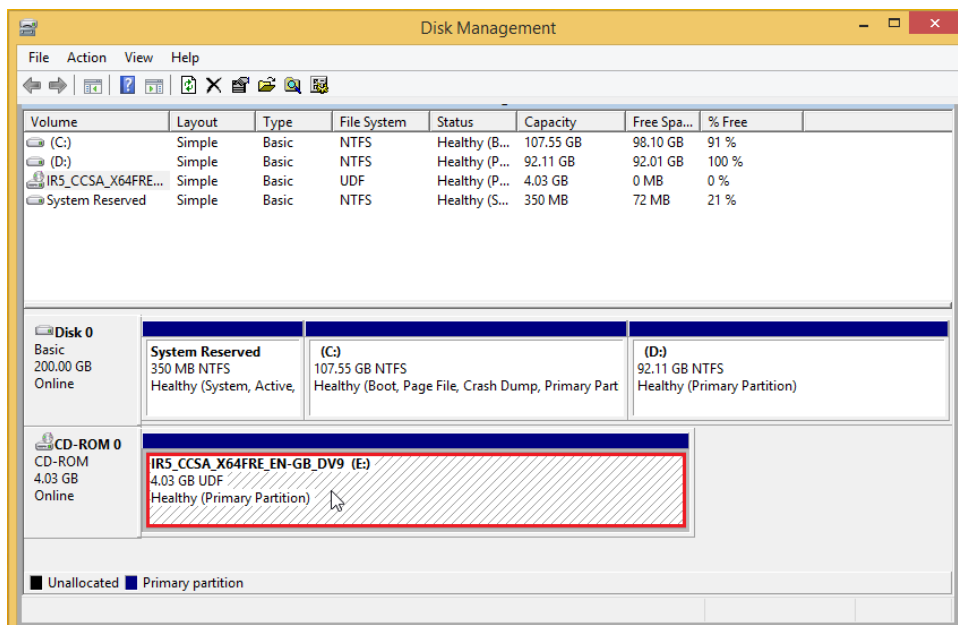 Disk Management
File Action View Help
Volume Layout Type File System Status Capacity Free Spa... % Free
(C:) Simple Basic NTFS Healthy (B... 107.55 GB 98.10 GB 91 %
(D:) Simple Basic NTFS Healthy (P... 92.11 GB 92.01 GB 100 %
IR5_CCSA_X64FRE... Simple Basic UDF Healthy (P... 4.03 GB 0 MB 0 %
System Reserved Simple Basic NTFS Healthy (S... 350 MB 72 MB 21 %
Disk 0
Basic
200.00 GB
Online
System Reserved
350 MB NTFS
Healthy (System, Active,
(C:)
107.55 GB NTFS
Healthy (Boot, Page File, Crash Dump, Primary Part
(D:)
92.11 GB NTFS
Healthy (Primary Partition)
CD-ROM 0
CD-ROM
4.03 GB
Online
IR5_CCSA_X64FRE_EN-GB_DV9 (E:)
4.03 GB UDF
Healthy (Primary Partition)
Unallocated Primary partition